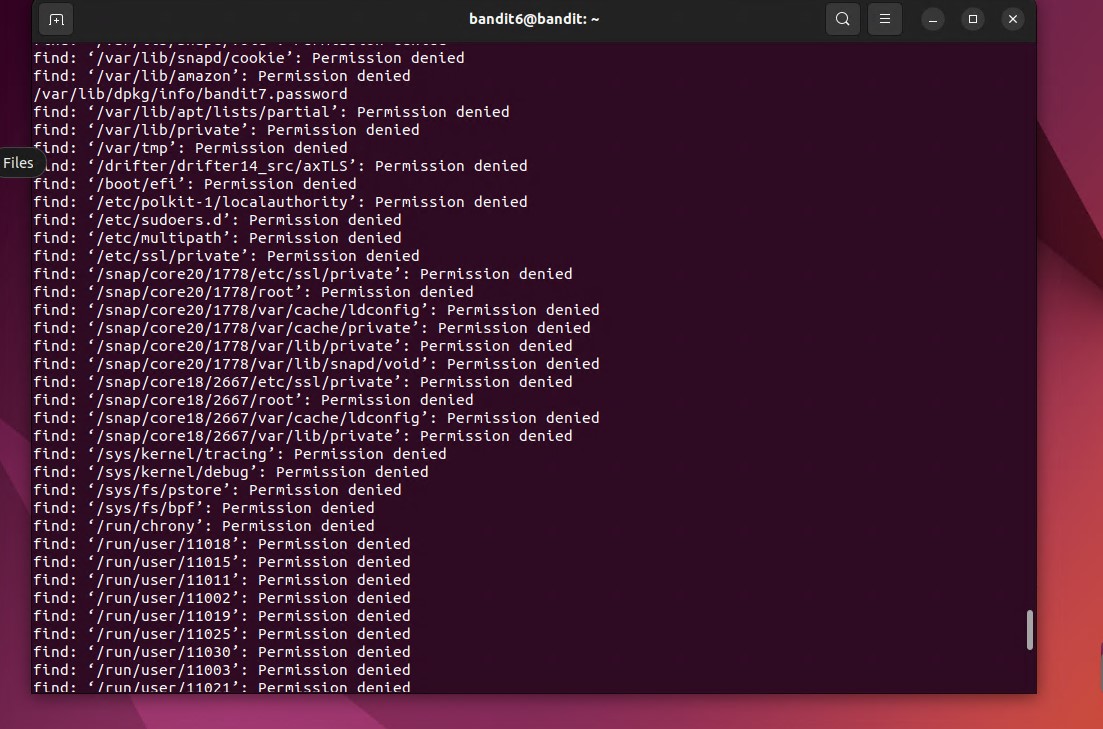 bandit6@bandit: ~
find: ‘/var/lib/snapd/cookie’: Permission denied
find: ‘/var/lib/amazon’: Permission denied
/var/lib/dpkg/info/bandit7.password
find: ‘/var/lib/apt/lists/partial’: Permission denied
find: ‘/var/lib/private’: Permission denied
find: ‘/var/tmp’: Permission denied
Files
find: ‘/drifter/drifter14_src/axTLS’: Permission denied
find: ‘/boot/efi’: Permission denied
find: ‘/etc/polkit-1/localauthority’: Permission denied
find: ‘/etc/sudoers.d’: Permission denied
find: ‘/etc/multipath’: Permission denied
find: ‘/etc/ssl/private’: Permission denied
find: ‘/snap/core20/1778/etc/ssl/private’: Permission denied
find: ‘/snap/core20/1778/root’: Permission denied
find: ‘/snap/core20/1778/var/cache/ldconfig’: Permission denied
find: ‘/snap/core20/1778/var/cache/private’: Permission denied
find: ‘/snap/core20/1778/var/lib/private’: Permission denied
find: ‘/snap/core20/1778/var/lib/snapd/void’: Permission denied
find: ‘/snap/core18/2667/etc/ssl/private’: Permission denied
find: ‘/snap/core18/2667/root’: Permission denied
find: ‘/snap/core18/2667/var/cache/ldconfig’: Permission denied
find: ‘/snap/core18/2667/var/lib/private’: Permission denied
find: ‘/sys/kernel/tracing’: Permission denied
find: ‘/sys/kernel/debug’: Permission denied
find: ‘/sys/fs/pstore’: Permission denied
find: ‘/sys/fs/bpf’: Permission denied
find: ‘/run/chrony’: Permission denied
find: ‘/run/user/11018’: Permission denied
find: ‘/run/user/11015’: Permission denied
find: ‘/run/user/11011’: Permission denied
find: ‘/run/user/11002’: Permission denied
find: ‘/run/user/11019’: Permission denied
find: ‘/run/user/11025’: Permission denied
find: ‘/run/user/11030’: Permission denied
find: ‘/run/user/11003’: Permission denied
find: ‘/run/user/11021’: Permission denied